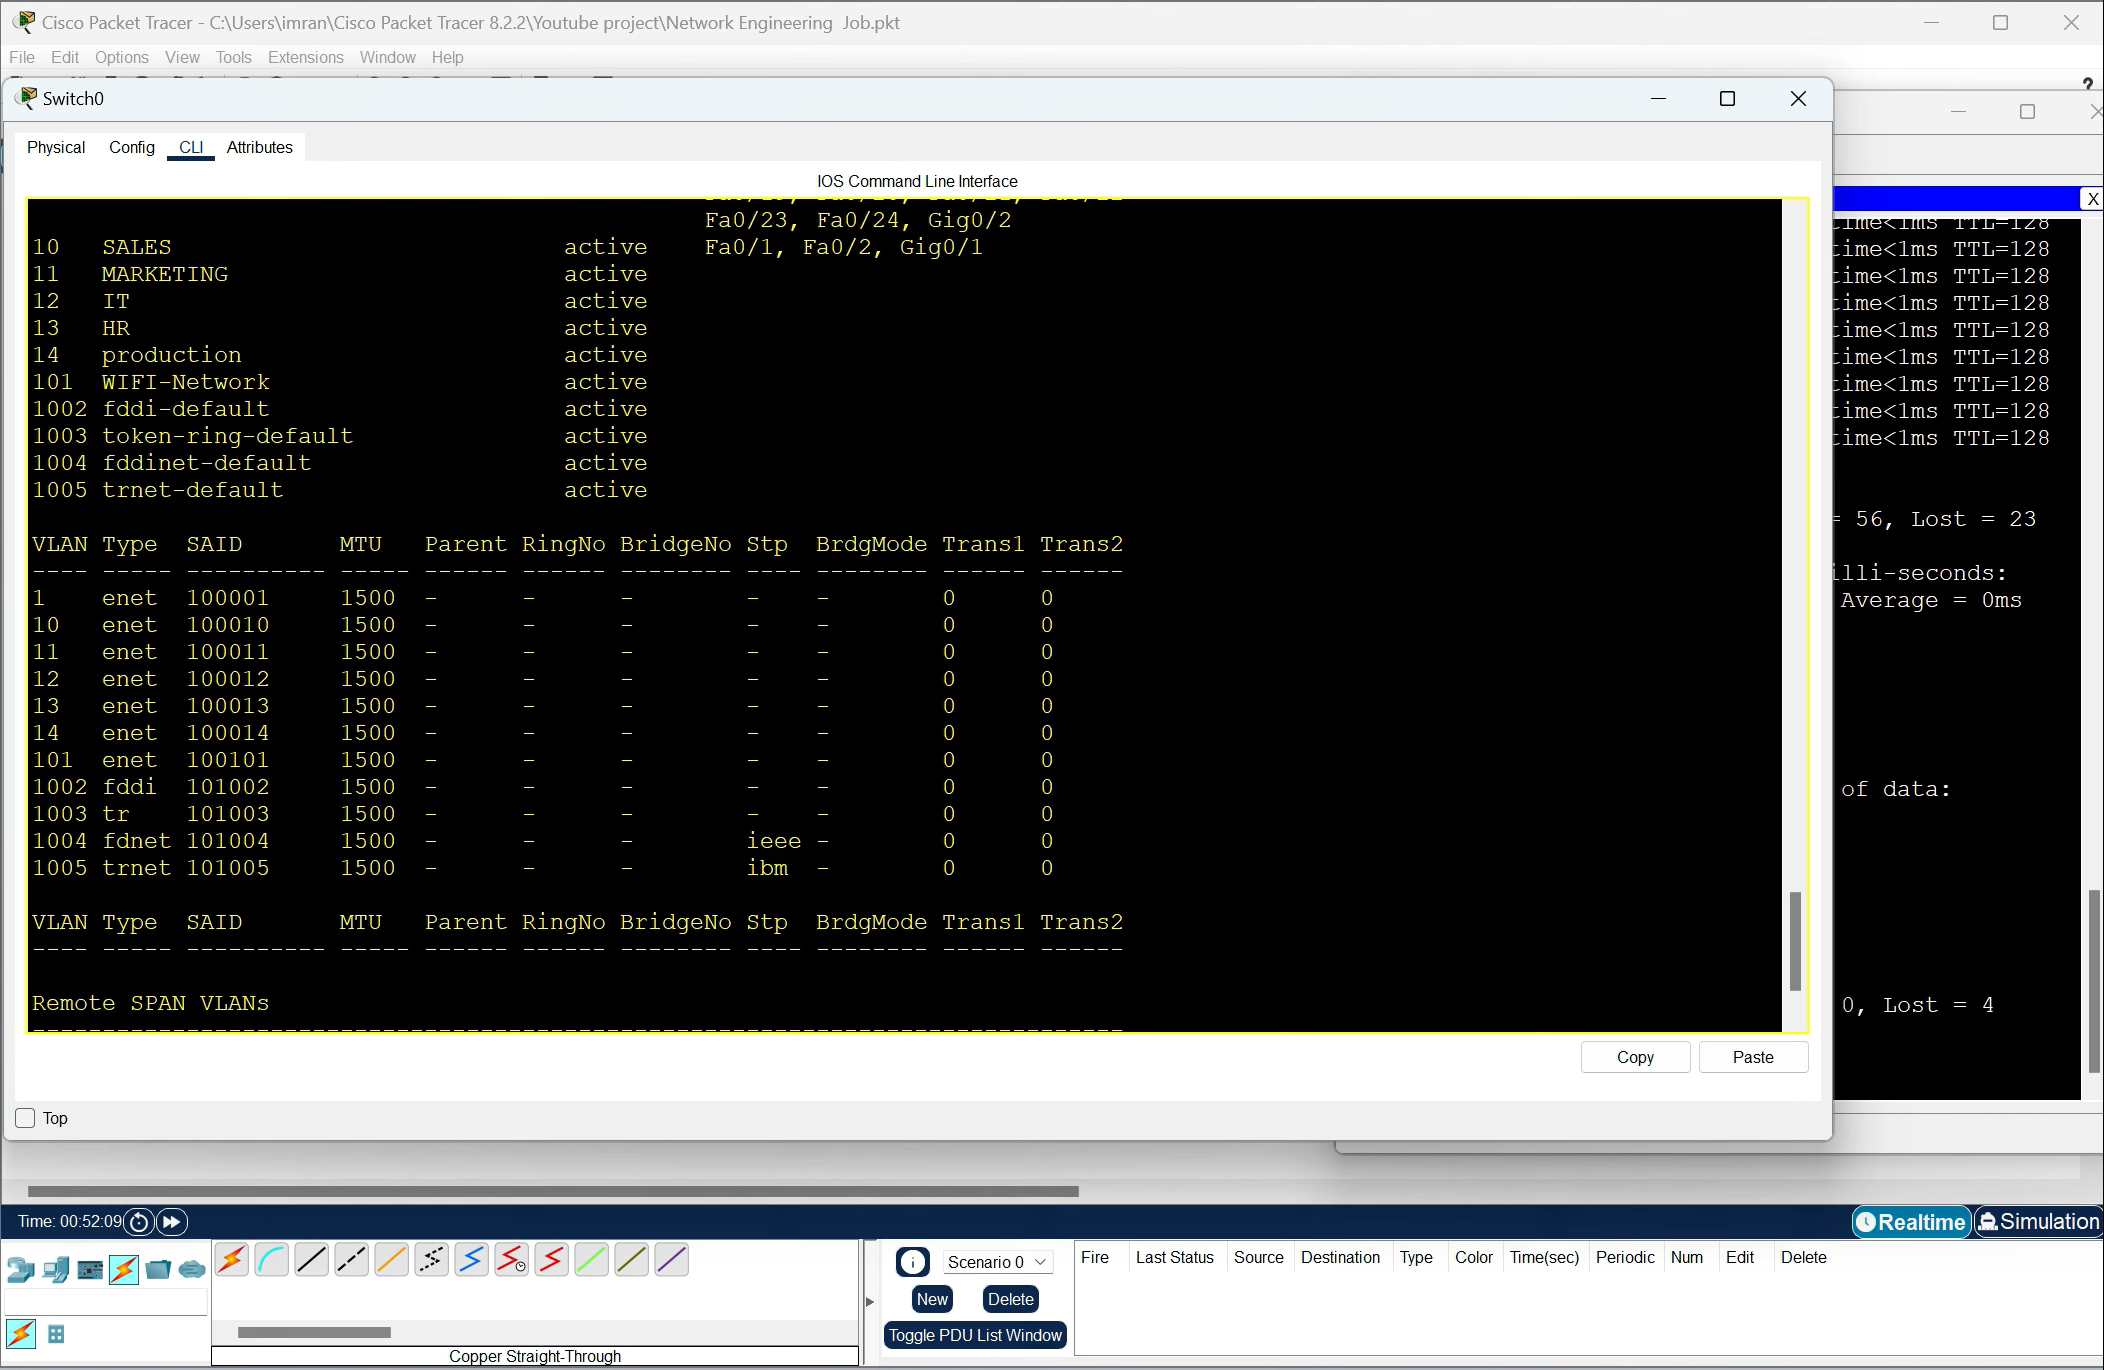 Cisco Packet Tracer - C:\Users\imran\Cisco Packet Tracer 8.2.2\Youtube project\Network Engineering  Job.pkt
File Edit Options View Tools Extensions Window Help
?
Switch0
Physical Config CLI Attributes
IOS Command Line Interface
Fa0/23, Fa0/24, Gig0/2
10 SALES active Fa0/1, Fa0/2, Gig0/1
11 MARKETING active
12 IT active
13 HR active
14 production active
101 WIFI-Network active
1002 fddi-default active
1003 token-ring-default active
1004 fddinet-default active
1005 trnet-default active
VLAN Type SAID MTU Parent RingNo BridgeNo Stp BrdgMode Trans1 Trans2
---- ----- ---------- ----- ------ ------ -------- ---- -------- ------ ------
1 enet 100001 1500 - - - - - 0 0
10 enet 100010 1500 - - - - - 0 0
11 enet 100011 1500 - - - - - 0 0
12 enet 100012 1500 - - - - - 0 0
13 enet 100013 1500 - - - - - 0 0
14 enet 100014 1500 - - - - - 0 0
101 enet 100101 1500 - - - - - 0 0
1002 fddi 101002 1500 - - - - - 0 0
1003 tr 101003 1500 - - - - - 0 0
1004 fdnet 101004 1500 - - - ieee - 0 0
1005 trnet 101005 1500 - - - ibm - 0 0
VLAN Type SAID MTU Parent RingNo BridgeNo Stp BrdgMode Trans1 Trans2
---- ----- ---------- ----- ------ ------ -------- ---- -------- ------ ------
Remote SPAN VLANs
------------------------------------------------------------------------------
Copy Paste
Top
X
time<1ms TTL=128
time<1ms TTL=128
time<1ms TTL=128
time<1ms TTL=128
time<1ms TTL=128
time<1ms TTL=128
time<1ms TTL=128
time<1ms TTL=128
time<1ms TTL=128
= 56, Lost = 23
illi-seconds:
Average = 0ms
of data:
0, Lost = 4
Time: 00:52:09
Realtime Simulation
Scenario 0
New Delete
Toggle PDU List Window
Fire Last Status Source Destination Type Color Time(sec) Periodic Num Edit Delete
Copper Straight-Through